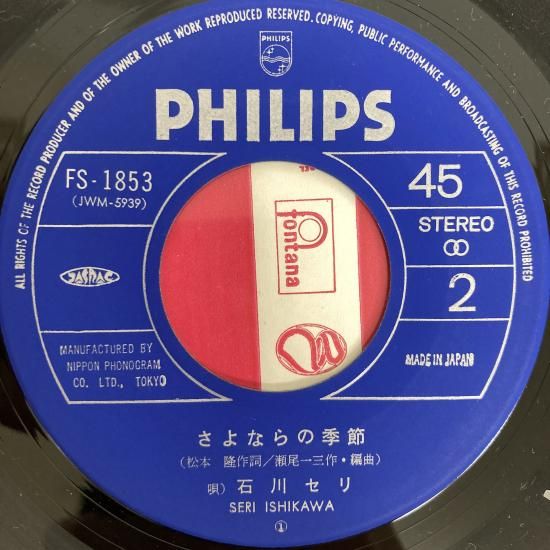 ALL RIGHTS OF THE RECORD PRODUCER AND OF THE OWNER OF THE WORK REPRODUCED RESERVED. COPYING, PUBLIC PERFORMANCE AND BROADCASTING OF THIS RECORD PROHIBITED
PHILIPS
PHILIPS
FS-1853
(JWM-5939)
45
STEREO
2
JASRAC
fontana
MANUFACTURED BY
NIPPON PHONOGRAM
CO. LTD., TOKYO
MADE IN JAPAN
さよならの季節
(松本 隆作詞/瀬尾一三作・編曲)
唄) 石川セリ
SERI ISHIKAWA
①